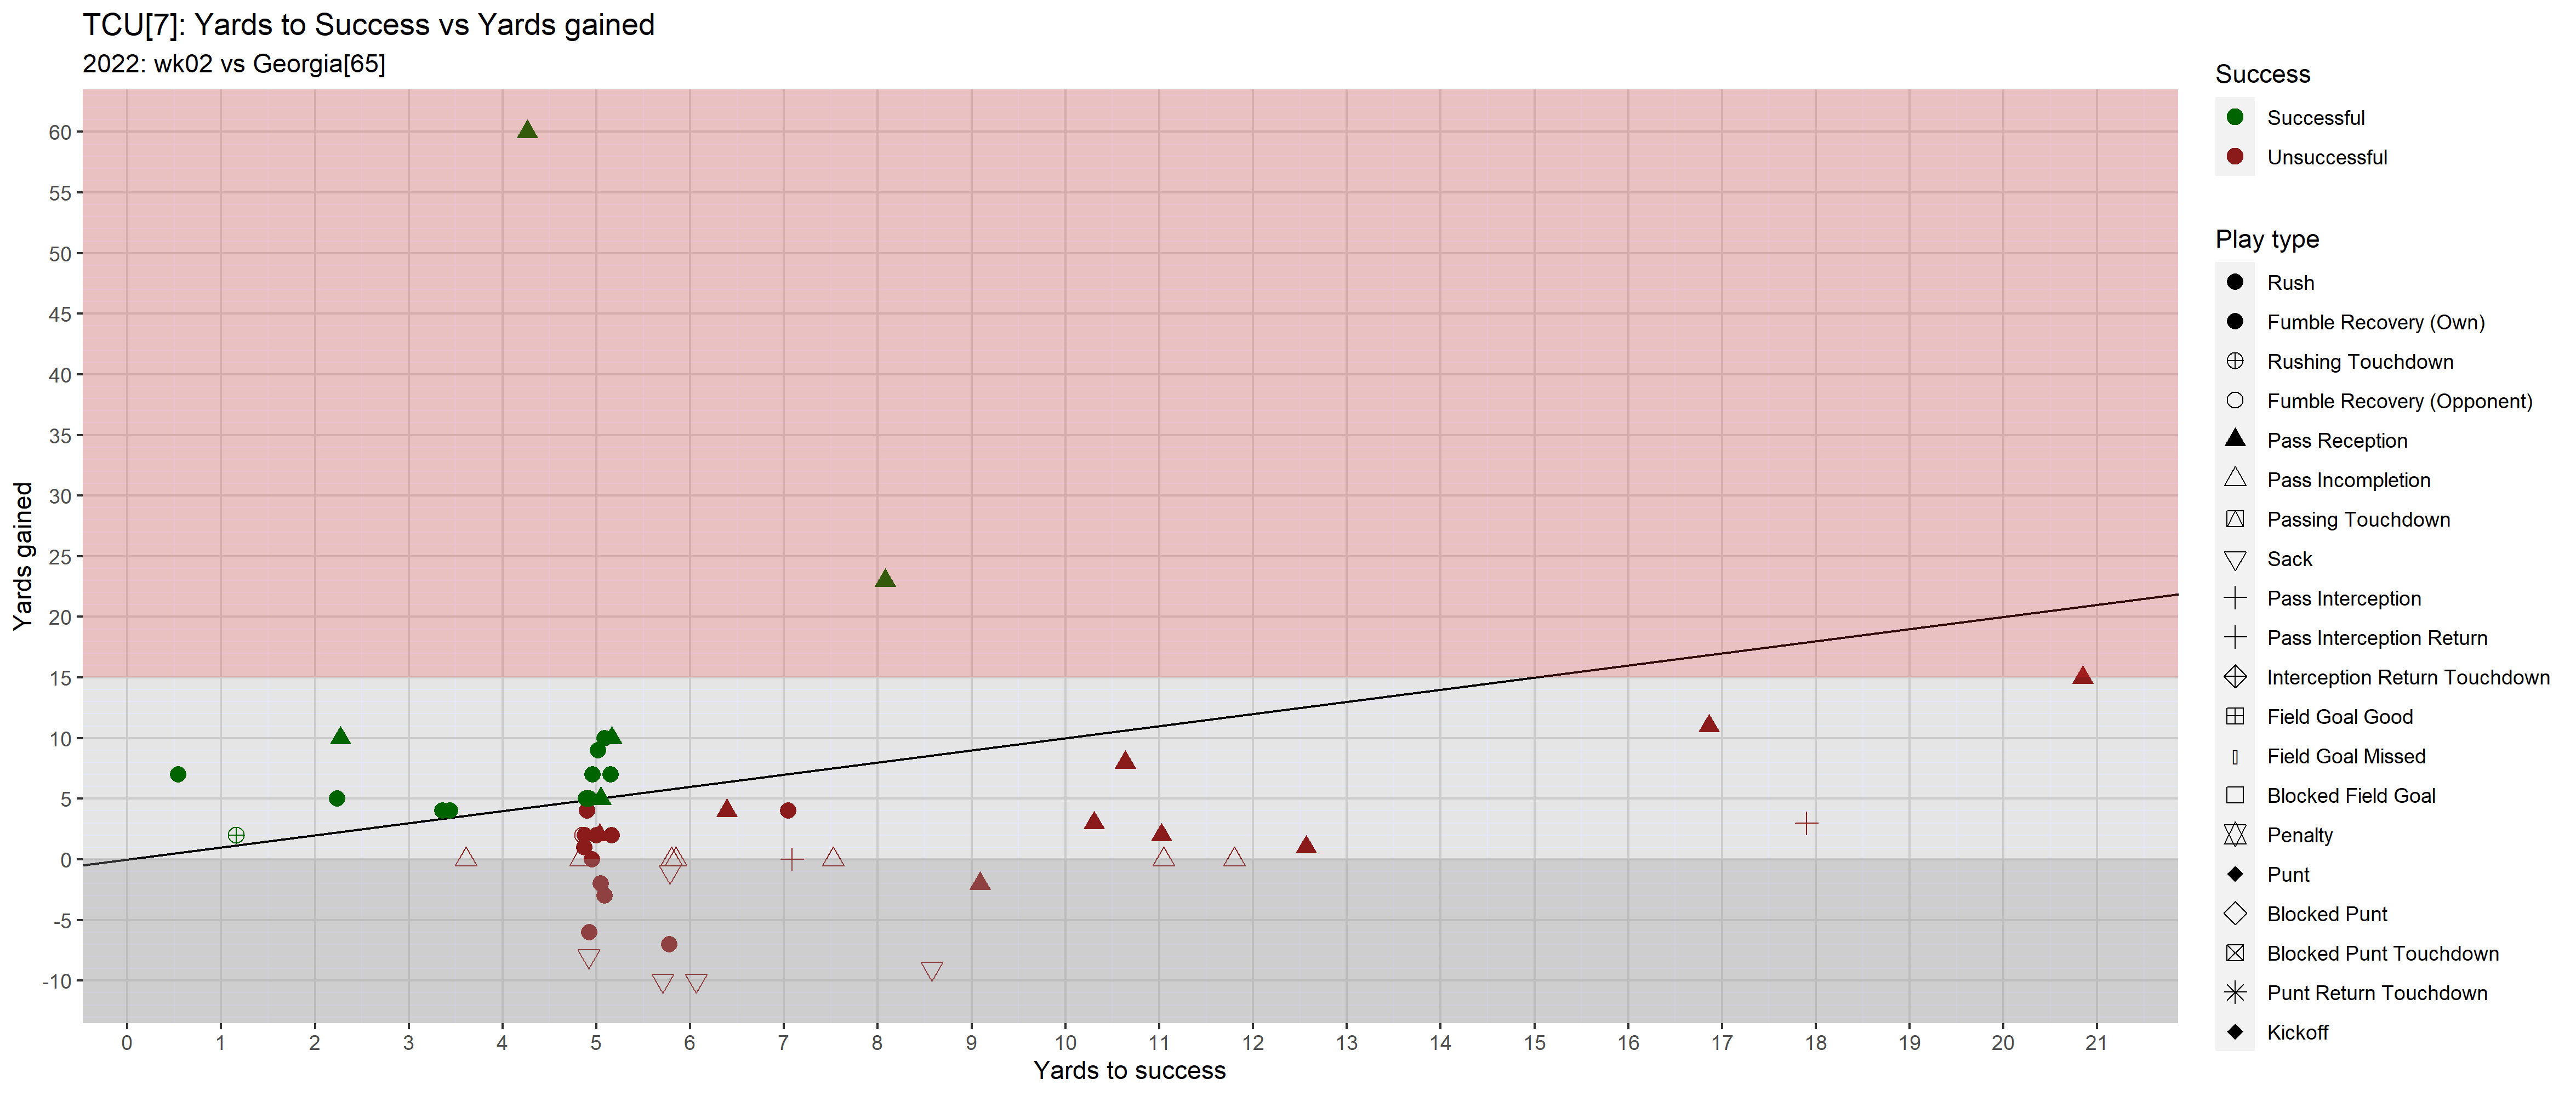 TCU[7]: Yards to Success vs Yards gained
2022: wk02 vs Georgia[65]
Yards gained
60
55
50
45
40
35
30
25
20
15
10
5
0
-5
-10
0 1 2 3 4 5 6 7 8 9 10 11 12 13 14 15 16 17 18 19 20 21
Yards to success
Success
Successful
Unsuccessful
Play type
Rush
Fumble Recovery (Own)
Rushing Touchdown
Fumble Recovery (Opponent)
Pass Reception
Pass Incompletion
Passing Touchdown
Sack
Pass Interception
Pass Interception Return
Interception Return Touchdown
Field Goal Good
Field Goal Missed
Blocked Field Goal
Penalty
Punt
Blocked Punt
Blocked Punt Touchdown
Punt Return Touchdown
Kickoff